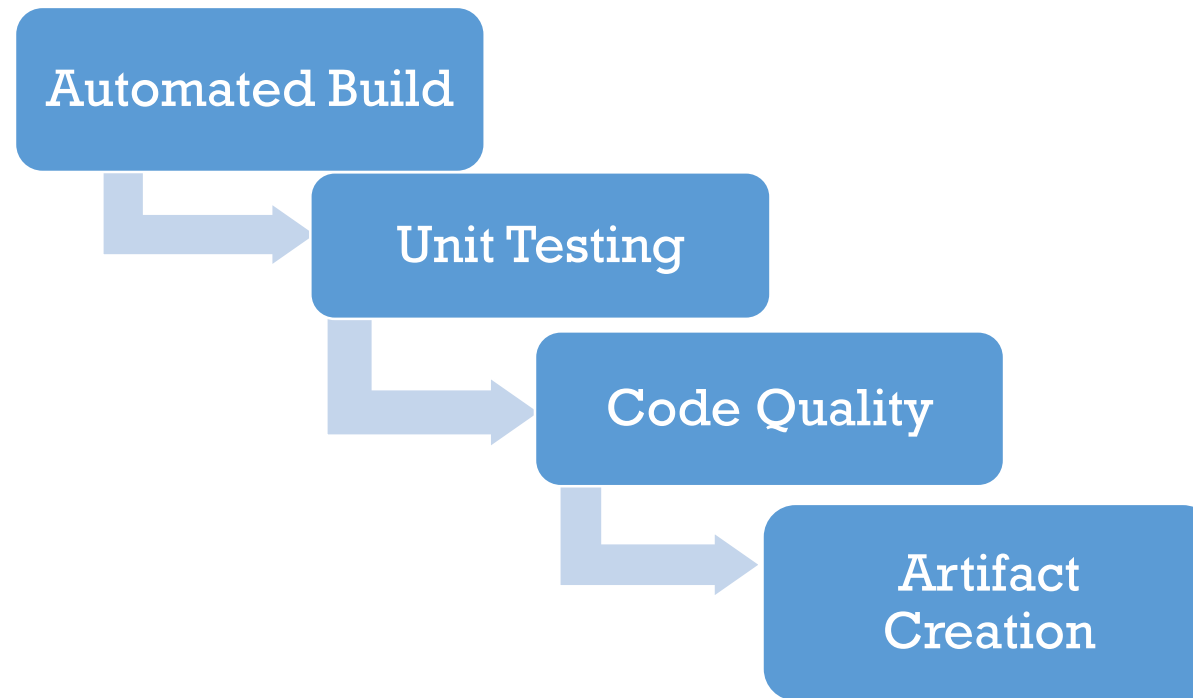 Automated Build
Unit Testing
Code Quality
Artifact
Creation